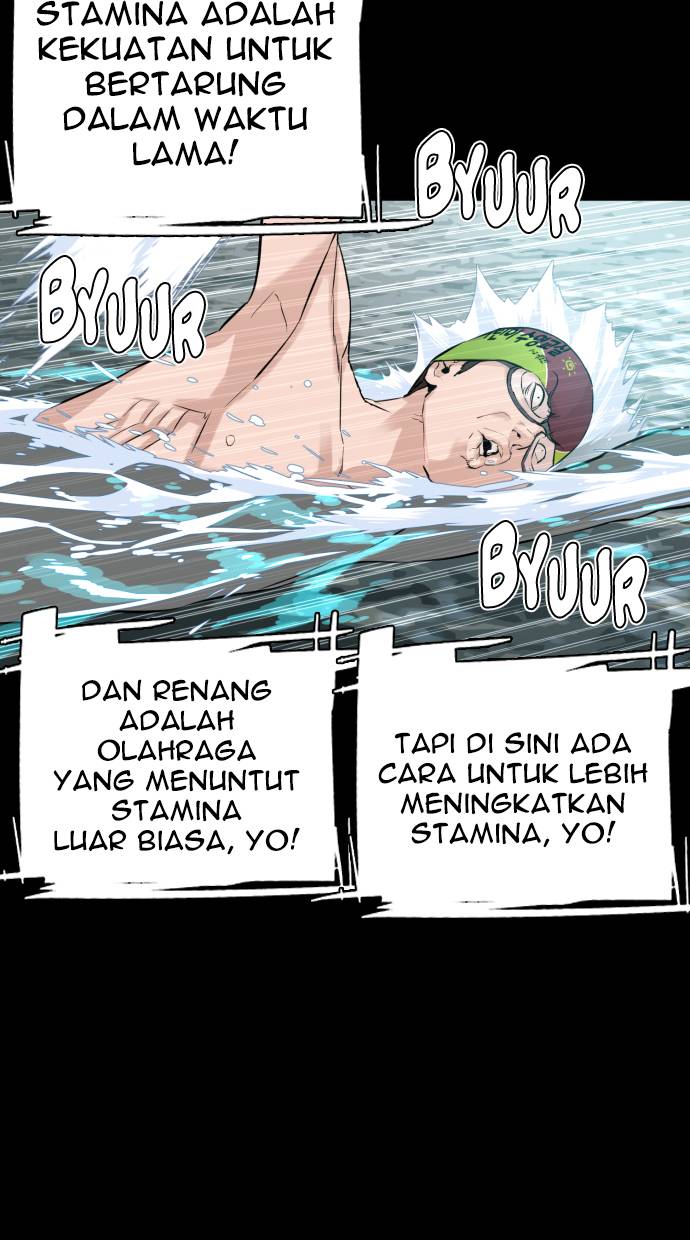 STAMINA ADALAH
KEKUATAN UNTUK
BERTARUNG
DALAM WAKTU
LAMA!
BYUUR
BYUUR
BYUUR
DAN RENANG
ADALAH
OLAHRAGA
YANG MENUNTUT
STAMINA
LUAR BIASA, YO!
TAPI DI SINI ADA
CARA UNTUK LEBIH
MENINGKATKAN
STAMINA, YO!